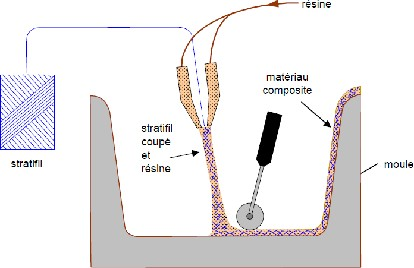 résine
matériau
composite
stratifil
coupé
et
résine
stratifil
moule